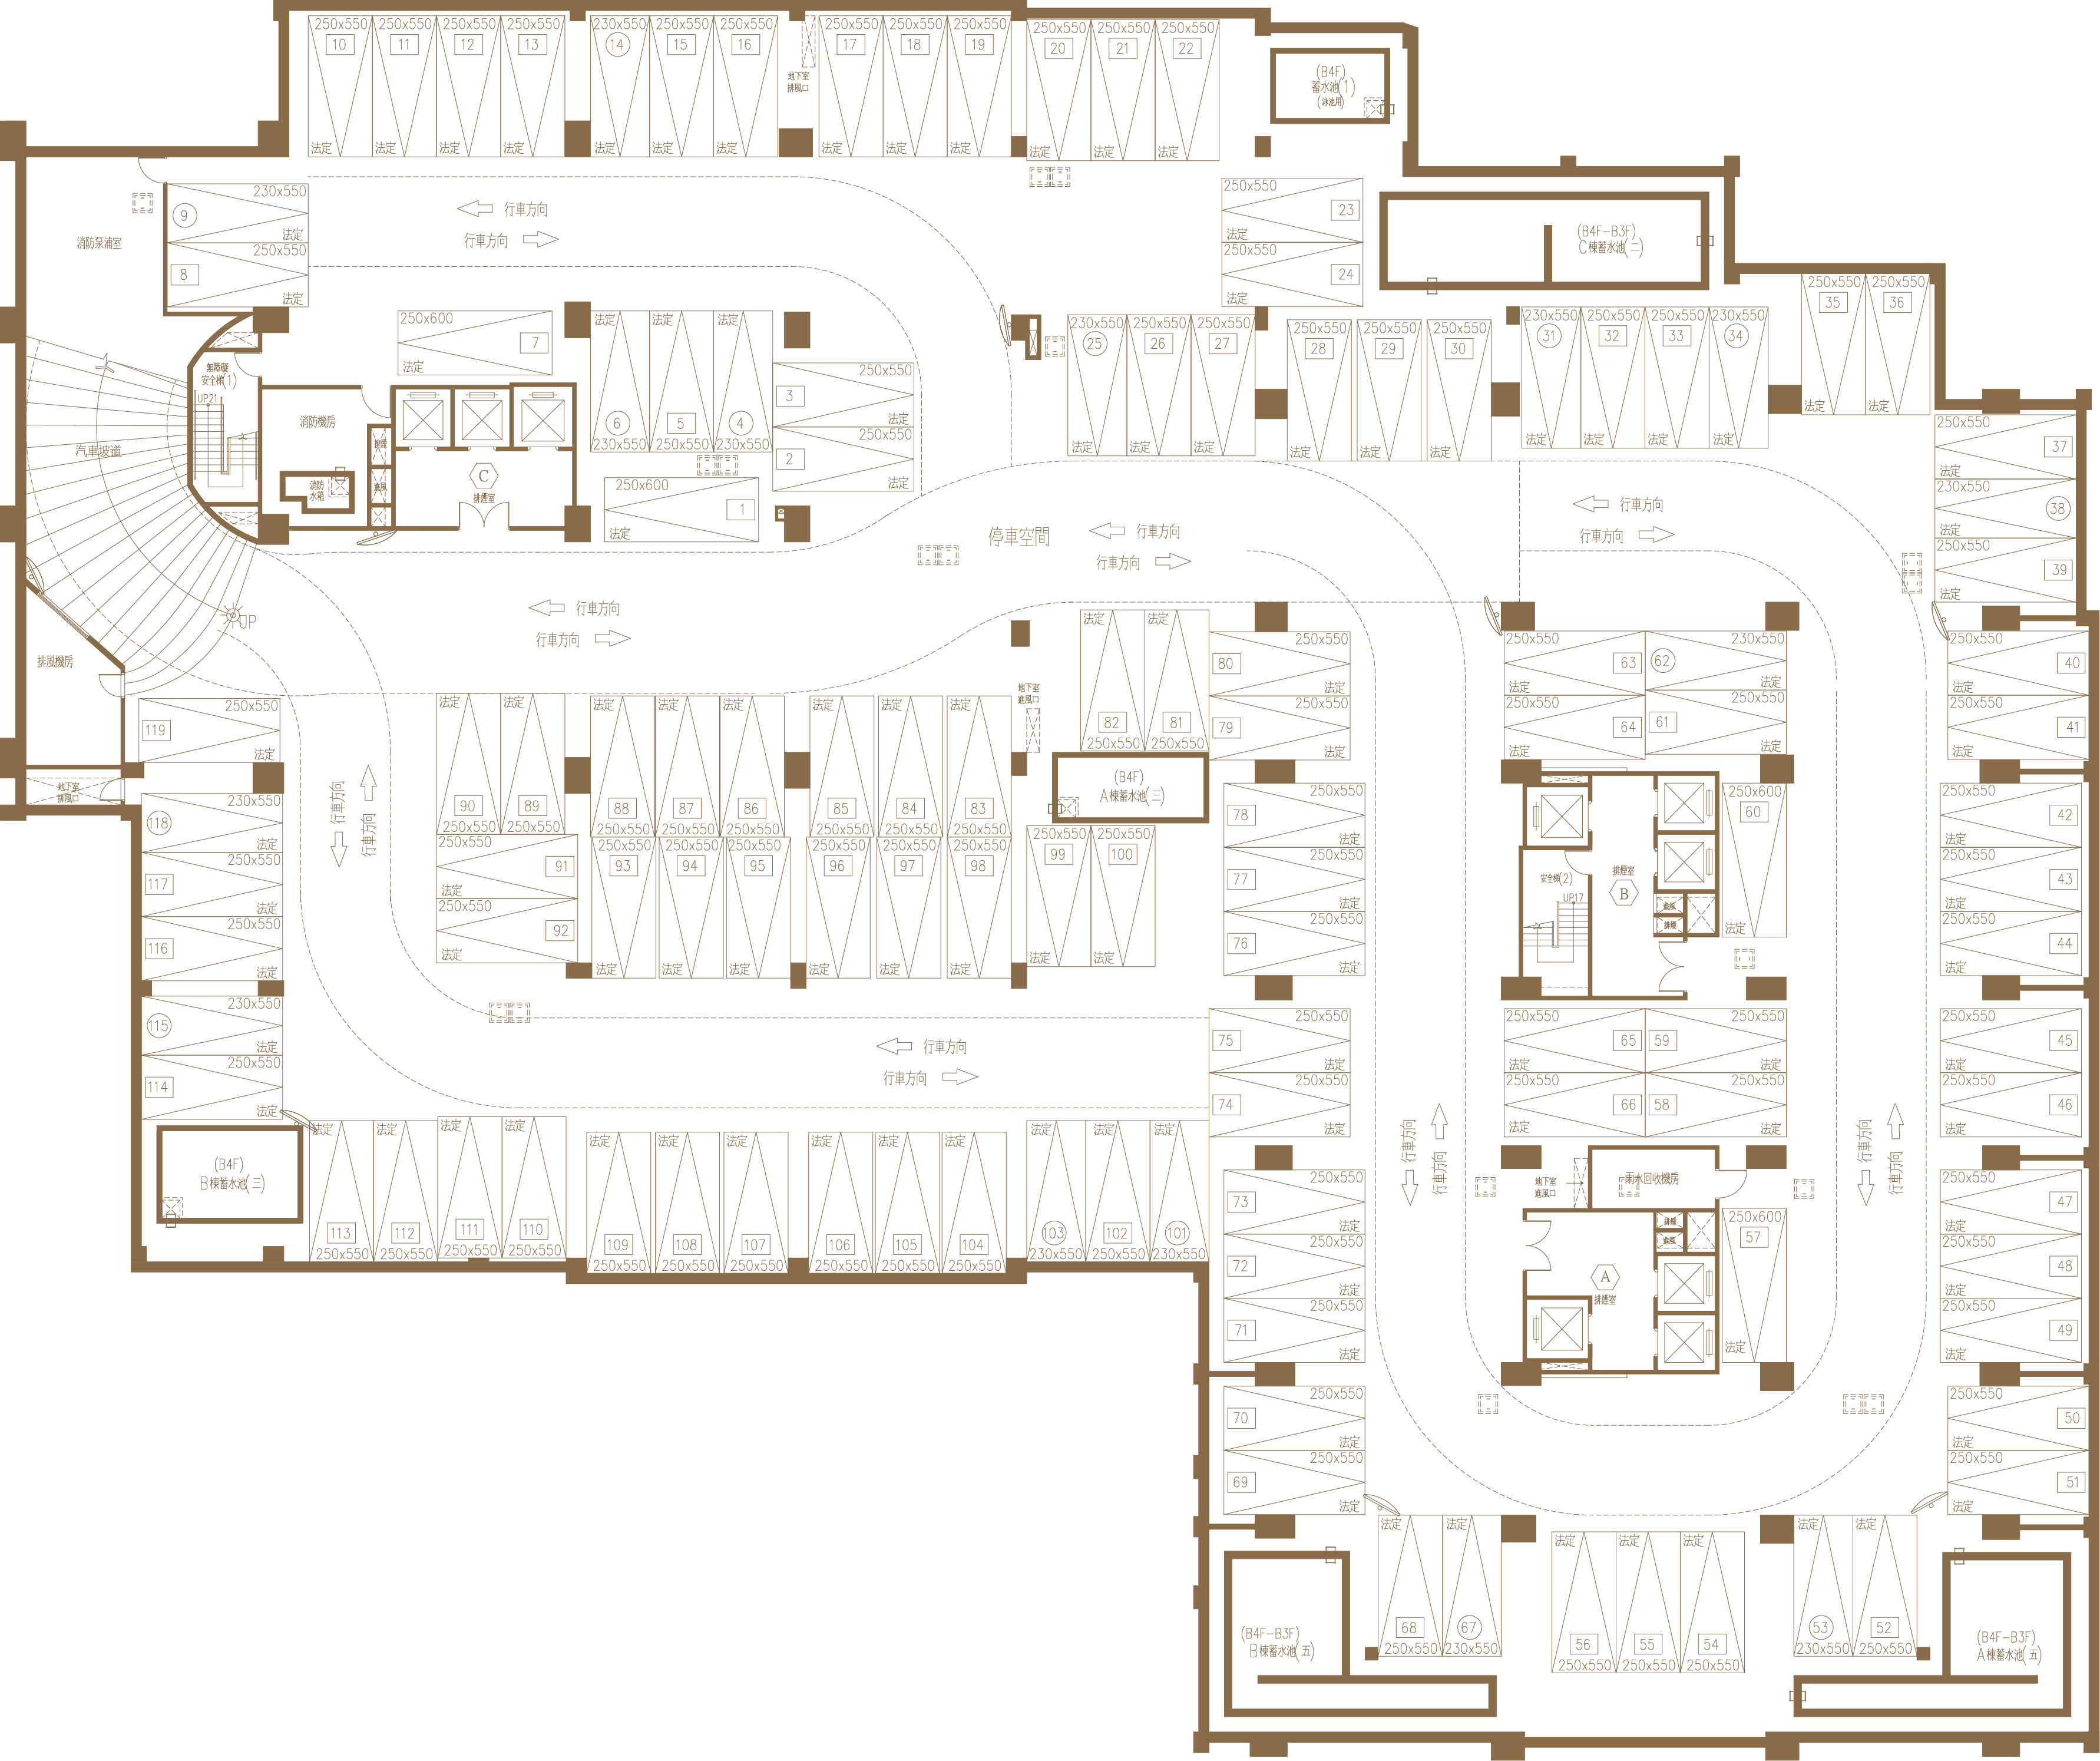 250x550 250x550 250x550 250x550
10 11 12 13
法定 法定 法定 法定
230x550 250x550 250x550
14 15 16
法定 法定 法定
地下室
排風口
250x550 250x550 250x550
17 18 19
法定 法定 法定
250x550 250x550 250x550
20 21 22
法定 法定 法定
(B4F)
蓄水池(1)
(泳池用)
消防泵浦室
230x550
9
法定
250x550
8
法定
行車方向
行車方向
250x550
23
法定
250x550
24
法定
(B4F-B3F)
C棟蓄水池(二)
250x550 250x550
35 36
法定 法定
無障礙
安全梯(1)
UP21
汽車坡道
消防機房
消防
水箱
排煙
進風
C
排煙室
250x600
7
法定
法定 法定 法定
6 5 4
230x550 250x550 230x550
250x550
3
法定
250x550
2
法定
250x600
1
法定
230x550 250x550 250x550
25 26 27
法定 法定 法定
250x550 250x550 250x550
28 29 30
法定 法定 法定
230x550 250x550 250x550 230x550
31 32 33 34
法定 法定 法定 法定
250x550
37
法定
230x550
38
法定
250x550
39
法定
停車空間
行車方向
行車方向
行車方向
行車方向
行車方向
行車方向
UP
排風機房
地下室
排風口
250x550
119
法定
230x550
118
法定
250x550
117
法定
250x550
116
法定
230x550
115
法定
250x550
114
法定
行車方向
行車方向
法定 法定
90 89
250x550 250x550
法定 法定 法定
88 87 86
250x550 250x550 250x550
法定 法定 法定
85 84 83
250x550 250x550 250x550
250x550
91
法定
250x550
92
法定
250x550 250x550 250x550
93 94 95
法定 法定 法定
250x550 250x550 250x550
96 97 98
法定 法定 法定
地下室
進風口
法定 法定
82 81
250x550 250x550
(B4F)
A棟蓄水池(三)
250x550 250x550
99 100
法定 法定
行車方向
行車方向
250x550
80
法定
250x550
79
法定
250x550
78
法定
250x550
77
法定
250x550
76
法定
250x550
75
法定
250x550
74
法定
250x550
73
法定
250x550
72
法定
250x550
71
法定
250x550
70
法定
250x550
69
法定
250x550 230x550
63 62
法定 法定
250x550 250x550
64 61
法定 法定
250x600
60
法定
安全梯(2)
UP17
排煙室
B
進風
排煙
250x550 250x550
65 59
法定 法定
250x550 250x550
66 58
法定 法定
行車方向
行車方向
行車方向
行車方向
地下室
進風口
雨水回收機房
排煙
進風
A
排煙室
250x600
57
法定
250x550
40
法定
250x550
41
法定
250x550
42
法定
250x550
43
法定
250x550
44
法定
250x550
45
法定
250x550
46
法定
250x550
47
法定
250x550
48
法定
250x550
49
法定
250x550
50
法定
250x550
51
法定
(B4F)
B棟蓄水池(三)
法定 法定 法定 法定
113 112 111 110
250x550 250x550 250x550 250x550
法定 法定 法定
109 108 107
250x550 250x550 250x550
法定 法定 法定
106 105 104
250x550 250x550 250x550
法定 法定 法定
103 102 101
230x550 250x550 230x550
(B4F-B3F)
B棟蓄水池(五)
法定 法定
68 67
250x550 230x550
法定 法定 法定
56 55 54
250x550 250x550 250x550
法定 法定
53 52
230x550 250x550
(B4F-B3F)
A棟蓄水池(五)